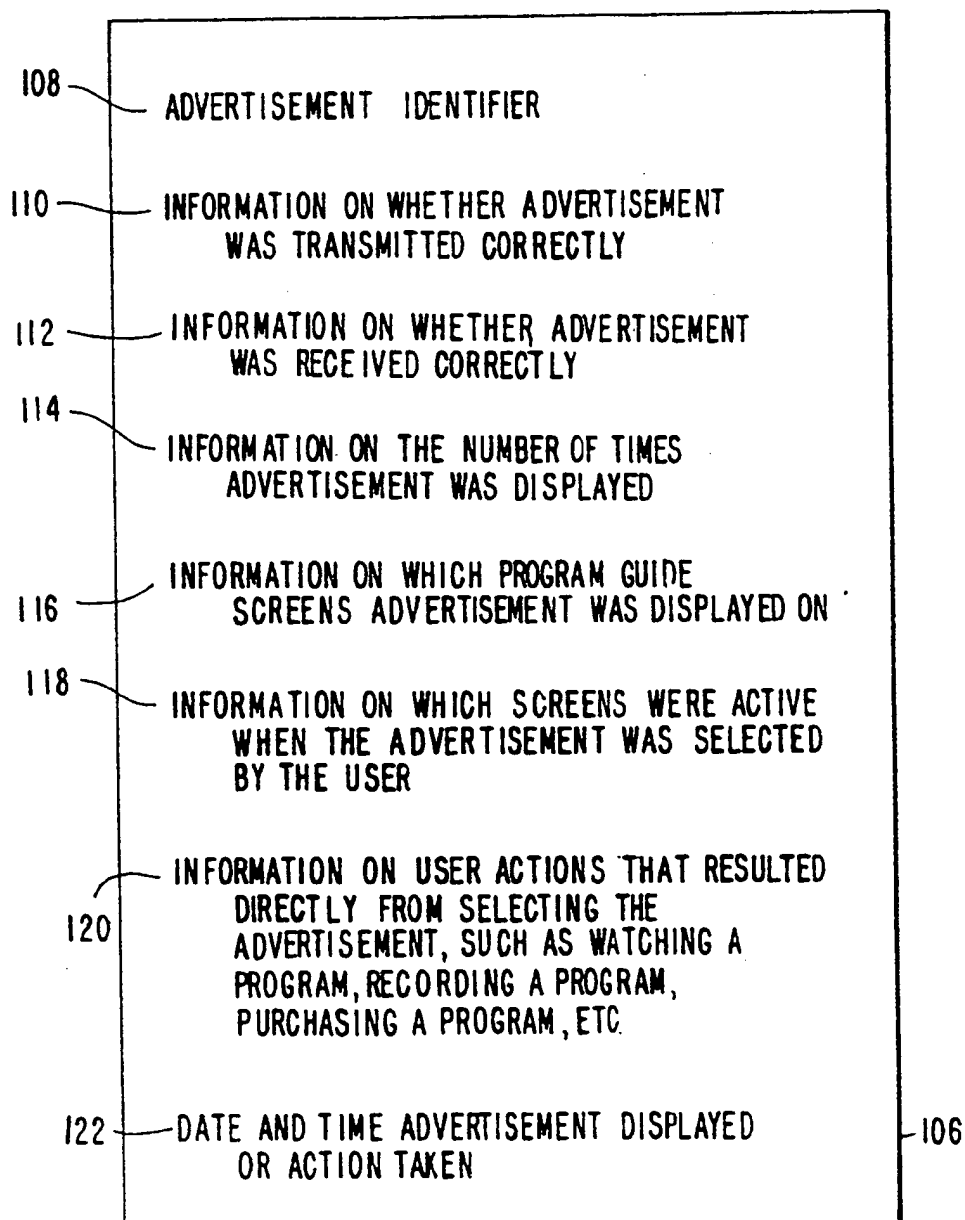 108 ADVERTISEMENT IDENTIFIER
110 INFORMATION ON WHETHER ADVERTISEMENT
WAS TRANSMITTED CORRECTLY
112 INFORMATION ON WHETHER ADVERTISEMENT
WAS RECEIVED CORRECTLY
114 INFORMATION ON THE NUMBER OF TIMES
ADVERTISEMENT WAS DISPLAYED
116 INFORMATION ON WHICH PROGRAM GUIDE
SCREENS ADVERTISEMENT WAS DISPLAYED ON
118 INFORMATION ON WHICH SCREENS WERE ACTIVE
WHEN THE ADVERTISEMENT WAS SELECTED
BY THE USER
120 INFORMATION ON USER ACTIONS THAT RESULTED
DIRECTLY FROM SELECTING THE
ADVERTISEMENT, SUCH AS WATCHING A
PROGRAM, RECORDING A PROGRAM,
PURCHASING A PROGRAM, ETC.
122 DATE AND TIME ADVERTISEMENT DISPLAYED 106
OR ACTION TAKEN